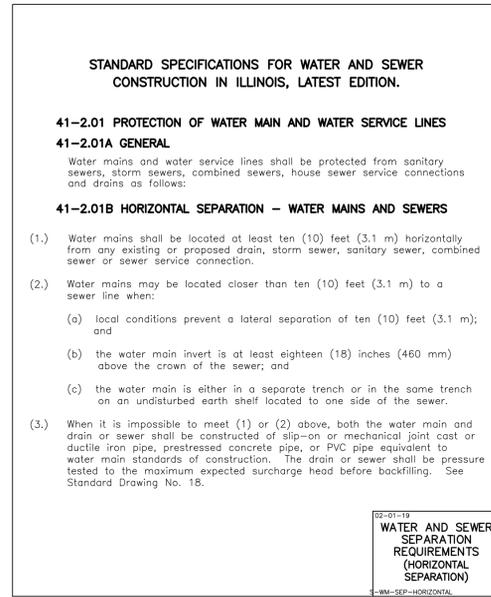 STANDARD SPECIFICATIONS FOR WATER AND SEWER
CONSTRUCTION IN ILLINOIS, LATEST EDITION.
41-2.01 PROTECTION OF WATER MAIN AND WATER SERVICE LINES
41-2.01A GENERAL
Water mains and water service lines shall be protected from sanitary
sewers, storm sewers, combined sewers, house sewer service connections
and drains as follows:
41-2.01B HORIZONTAL SEPARATION - WATER MAINS AND SEWERS
(1.) Water mains shall be located at least ten (10) feet (3.1 m) horizontally
from any existing or proposed drain, storm sewer, sanitary sewer, combined
sewer or sewer service connection.
(2.) Water mains may be located closer than ten (10) feet (3.1 m) to a
sewer line when:
(a) local conditions prevent a lateral separation of ten (10) feet (3.1 m);
and
(b) the water main invert is at least eighteen (18) inches (460 mm)
above the crown of the sewer; and
(c) the water main is either in a separate trench or in the same trench
on an undisturbed earth shelf located to one side of the sewer.
(3.) When it is impossible to meet (1) or (2) above, both the water main and
drain or sewer shall be constructed of slip-on or mechanical joint cast or
ductile iron pipe, prestressed concrete pipe, or PVC pipe equivalent to
water main standards of construction. The drain or sewer shall be pressure
tested to the maximum expected surcharge head before backfilling. See
Standard Drawing No. 18.
02-01-19
WATER AND SEWER
SEPARATION
REQUIREMENTS
(HORIZONTAL
SEPARATION)
S-WM-SEP-HORIZONTAL